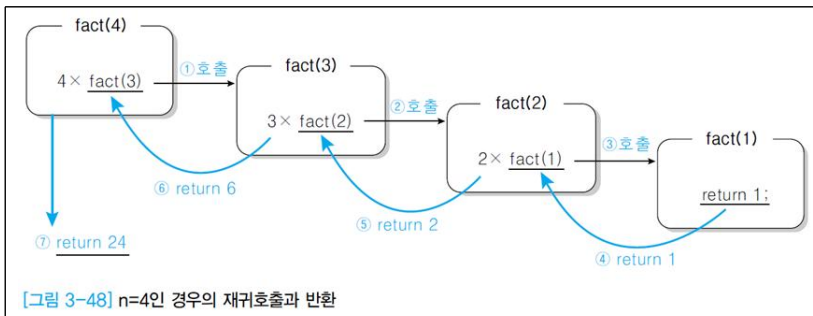 fact(4)
4× fact(3)
①호출
fact(3)
3× fact(2)
②호출
fact(2)
2× fact(1)
③호출
fact(1)
return 1;
④ return 1
⑤ return 2
⑥ return 6
⑦ return 24
[그림 3-48] n=4인 경우의 재귀호출과 반환